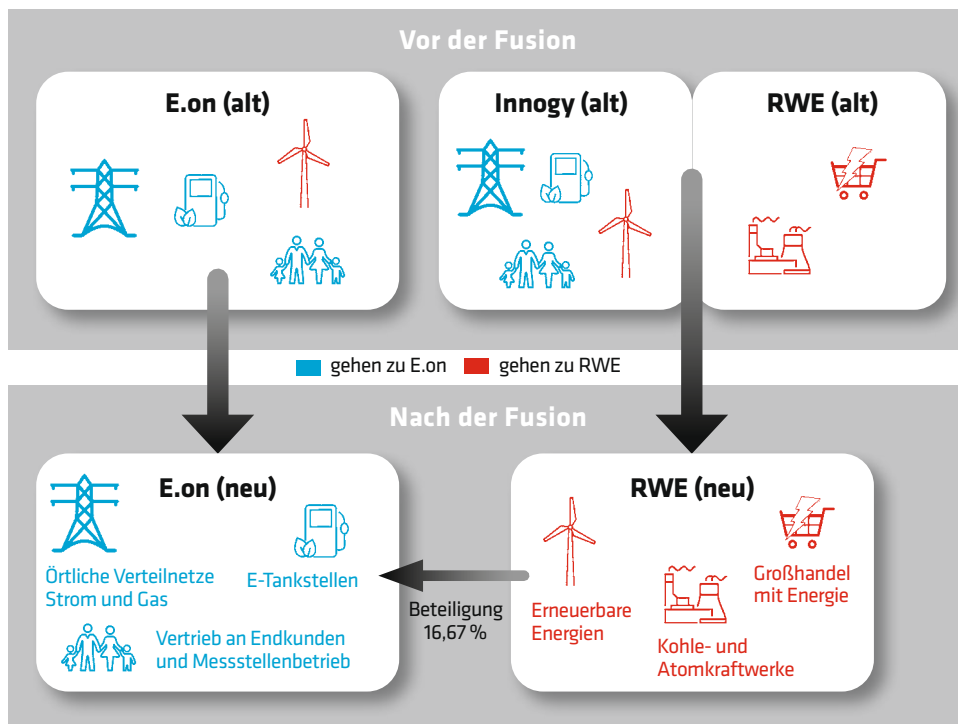 Vor der Fusion
E.on (alt)
Innogy (alt)
RWE (alt)
gehen zu E.on
gehen zu RWE
Nach der Fusion
E.on (neu)
Örtliche Verteilnetze
Strom und Gas
E-Tankstellen
Vertrieb an Endkunden
und Messstellenbetrieb
Beteiligung
16,67 %
RWE (neu)
Erneuerbare
Energien
Großhandel
mit Energie
Kohle- und
Atomkraftwerke